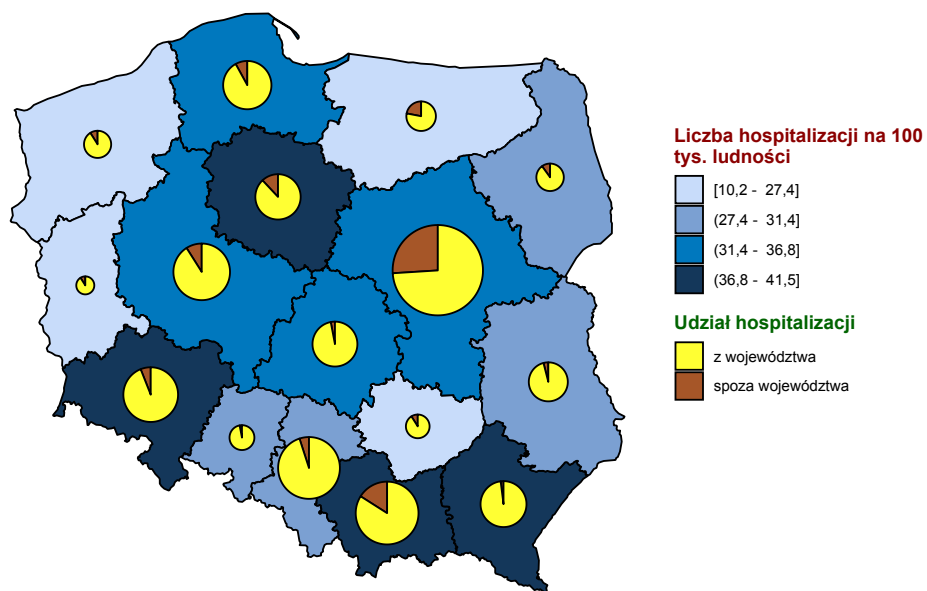 Liczba hospitalizacji na 100
tys. ludności
[10,2 - 27,4]
(27,4 - 31,4]
(31,4 - 36,8]
(36,8 - 41,5]
Udział hospitalizacji
z województwa
spoza województwa